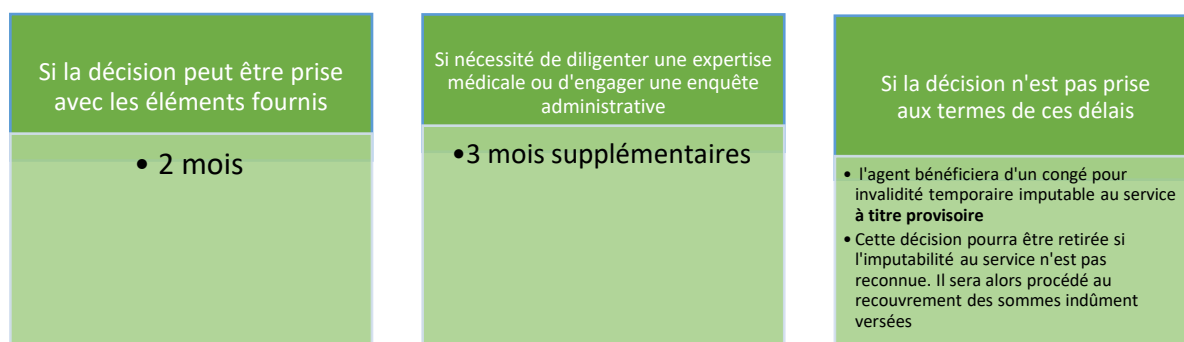 Si la décision peut être prise
avec les éléments fournis
• 2 mois
Si nécessité de diligenter une expertise
médicale ou d'engager une enquête
administrative
•3 mois supplémentaires
Si la décision n'est pas prise
aux termes de ces délais
• l'agent bénéficiera d'un congé pour
invalidité temporaire imputable au service
à titre provisoire
• Cette décision pourra être retirée si
l'imputabilité au service n'est pas
reconnue. Il sera alors procédé au
recouvrement des sommes indûment
versées